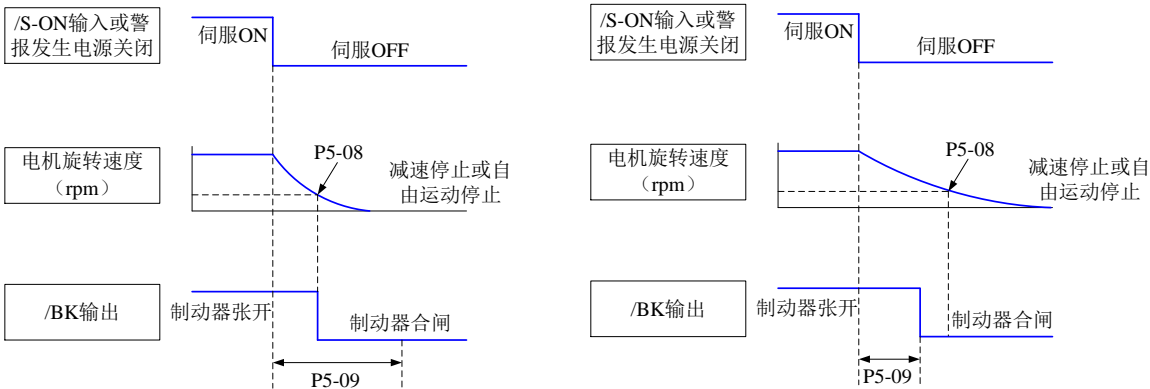 /S-ON输入或警
报发生电源关闭
伺服ON
伺服OFF
电机旋转速度
（rpm）
P5-08
减速停止或自
由运动停止
/BK输出
制动器张开
制动器合闸
P5-09
/S-ON输入或警
报发生电源关闭
伺服ON
伺服OFF
电机旋转速度
（rpm）
P5-08
减速停止或自
由运动停止
/BK输出
制动器张开
制动器合闸
P5-09